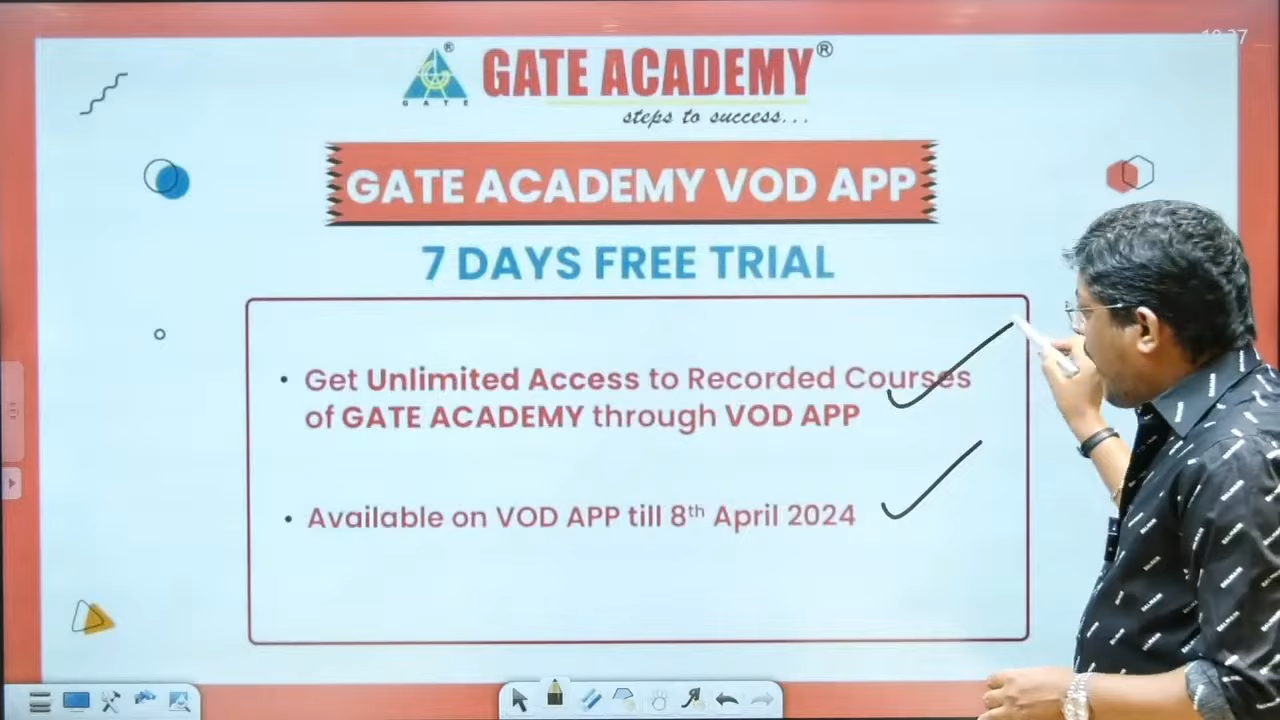 GATE ACADEMY®
GATE
steps to success...
GATE ACADEMY VOD APP
7 DAYS FREE TRIAL
• Get Unlimited Access to Recorded Courses
of GATE ACADEMY through VOD APP
• Available on VOD APP till 8th April 2024